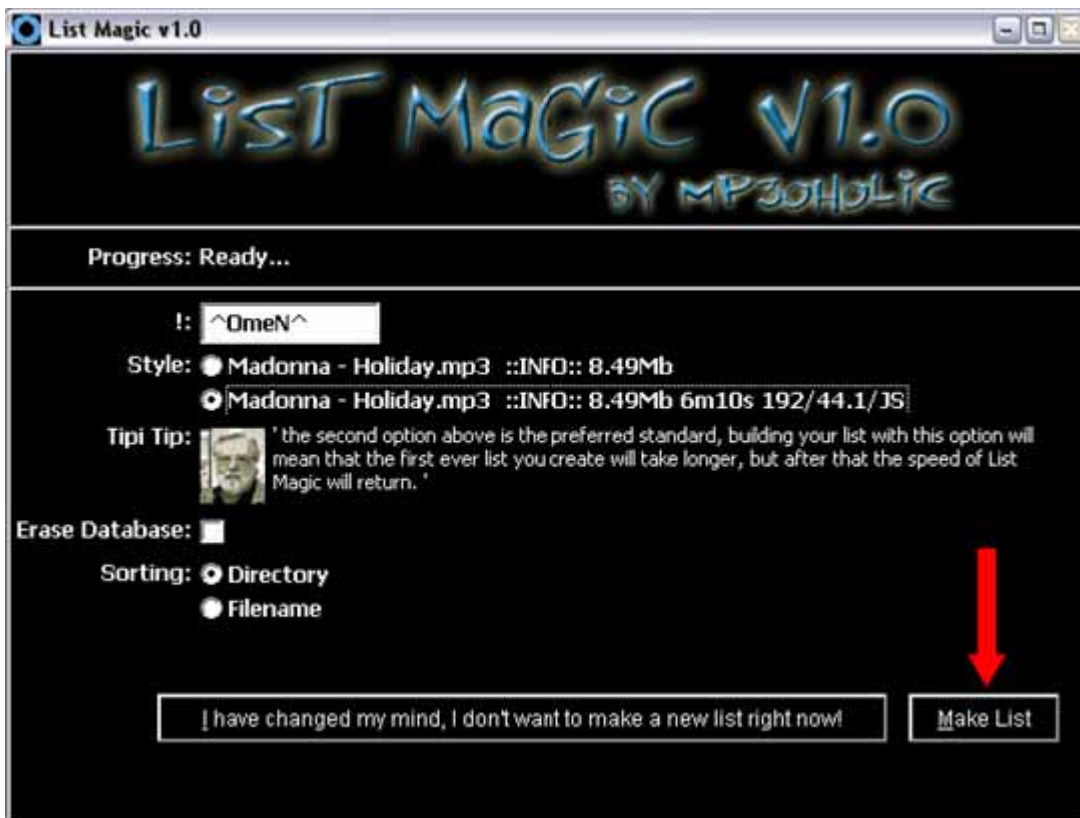 List Magic v1.0
LiST MaGiC V1.0
BY MP3OHOLiC
Progress: Ready...
!: ^OmeN^
Style: Madonna - Holiday.mp3 ::INFO:: 8.49Mb
Madonna - Holiday.mp3 ::INFO:: 8.49Mb 6m10s 192/44.1/JS
Tipi Tip: ' the second option above is the preferred standard, building your list with this option will
mean that the first ever list you create will take longer, but after that the speed of List
Magic will return. '
Erase Database:
Sorting: Directory
Filename
I have changed my mind, I don't want to make a new list right now!
Make List